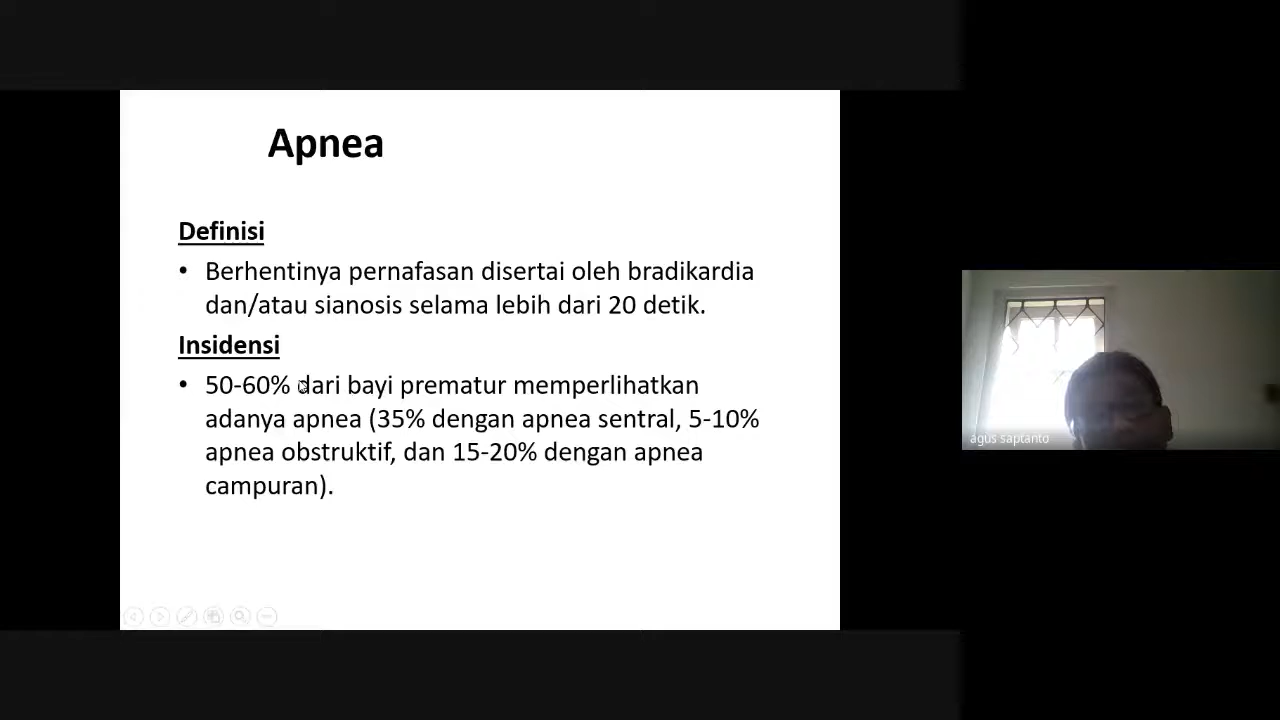 Apnea
Definisi
• Berhentinya pernafasan disertai oleh bradikardia
dan/atau sianosis selama lebih dari 20 detik.
Insidensi
• 50-60% dari bayi prematur memperlihatkan
adanya apnea (35% dengan apnea sentral, 5-10%
apnea obstruktif, dan 15-20% dengan apnea
campuran).
agus saptanto